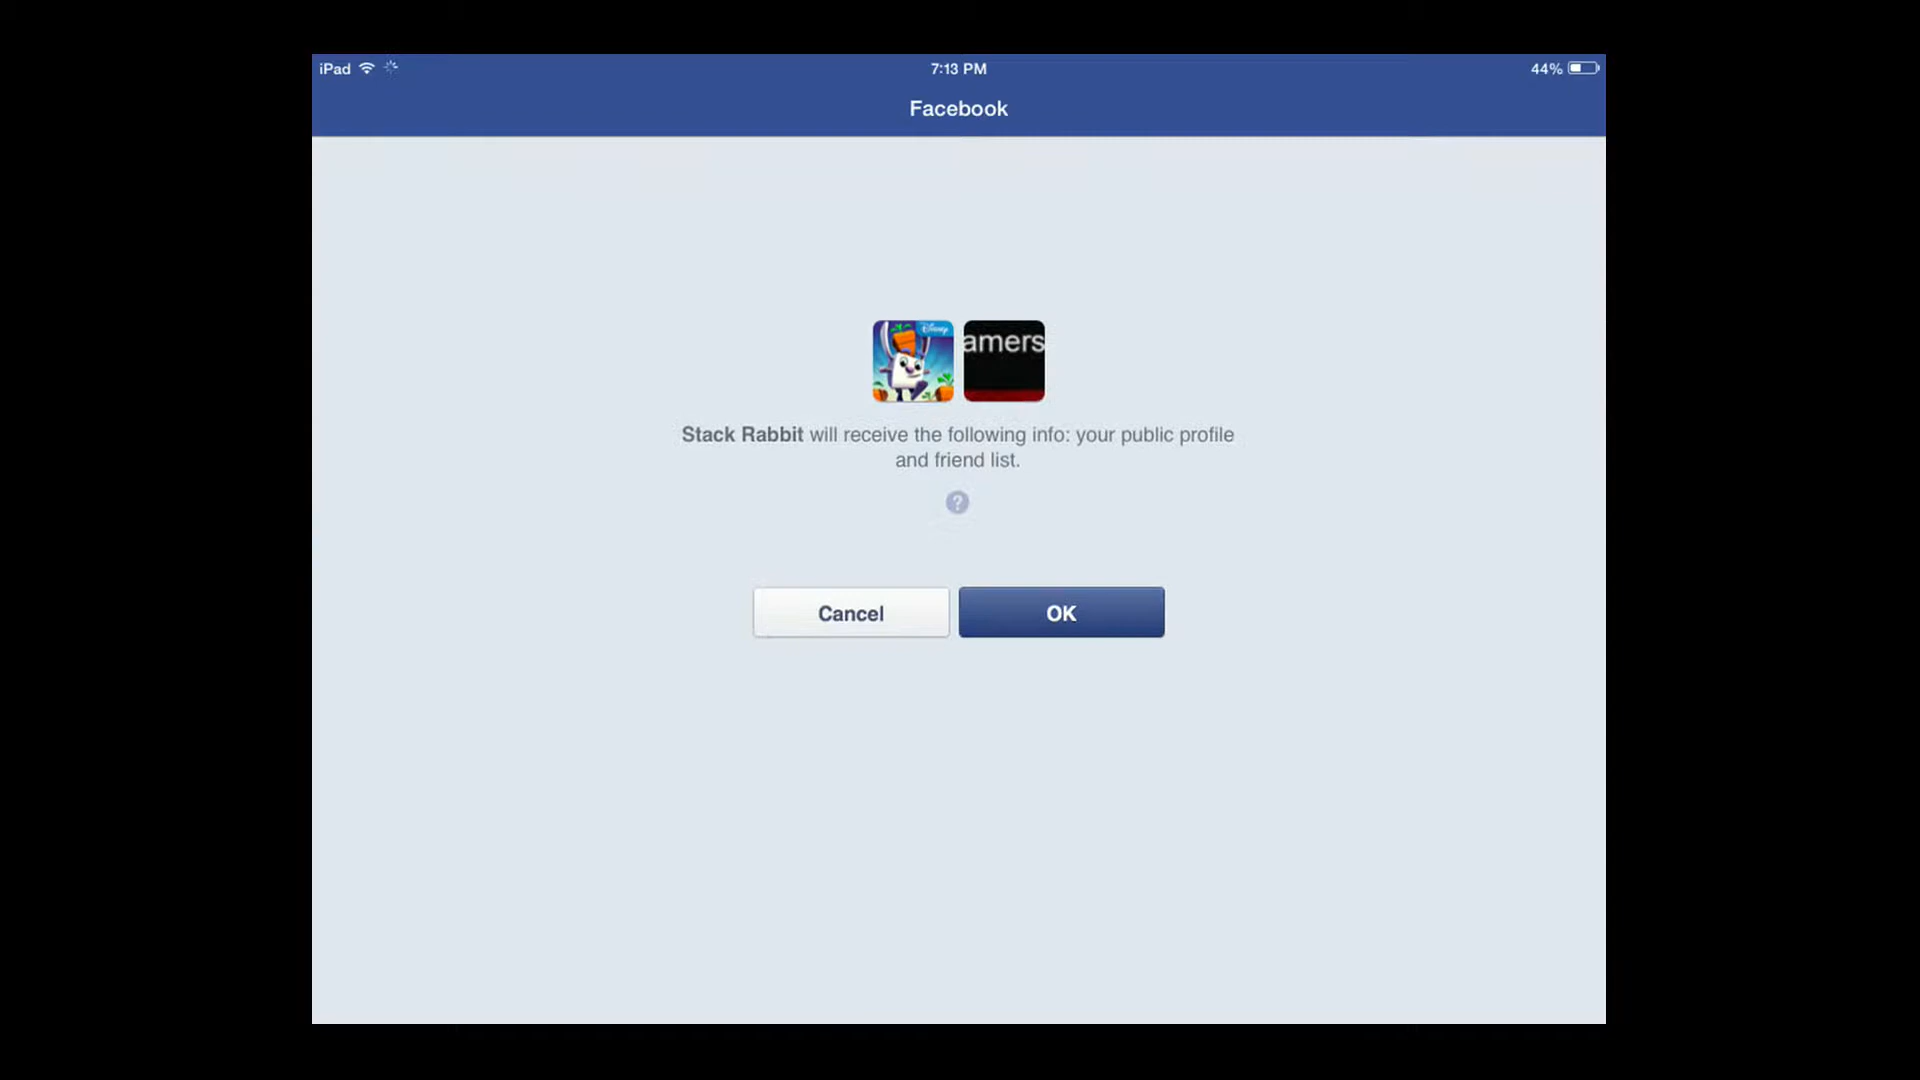 iPad 7:13 PM 44%
Facebook
Disney
amers
Stack Rabbit will receive the following info: your public profile
and friend list.
?
Cancel OK